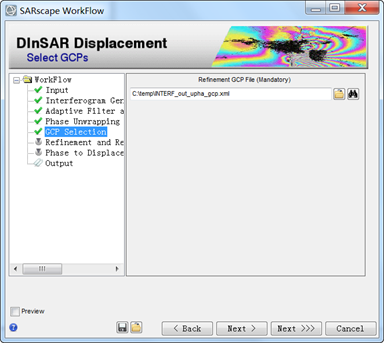 SARscape WorkFlow
DInSAR Displacement
Select GCPs
WorkFlow
Input
Interferogram Gen
Adaptive Filter a
Phase Unwrapping
GCP Selection
Refinement and Re
Phase to Displace
Output
Refinement GCP File (Mandatory)
C:\temp\INTERF_out_upha_gcp.xml
Preview
?
< Back
Next >
Next >>>
Cancel